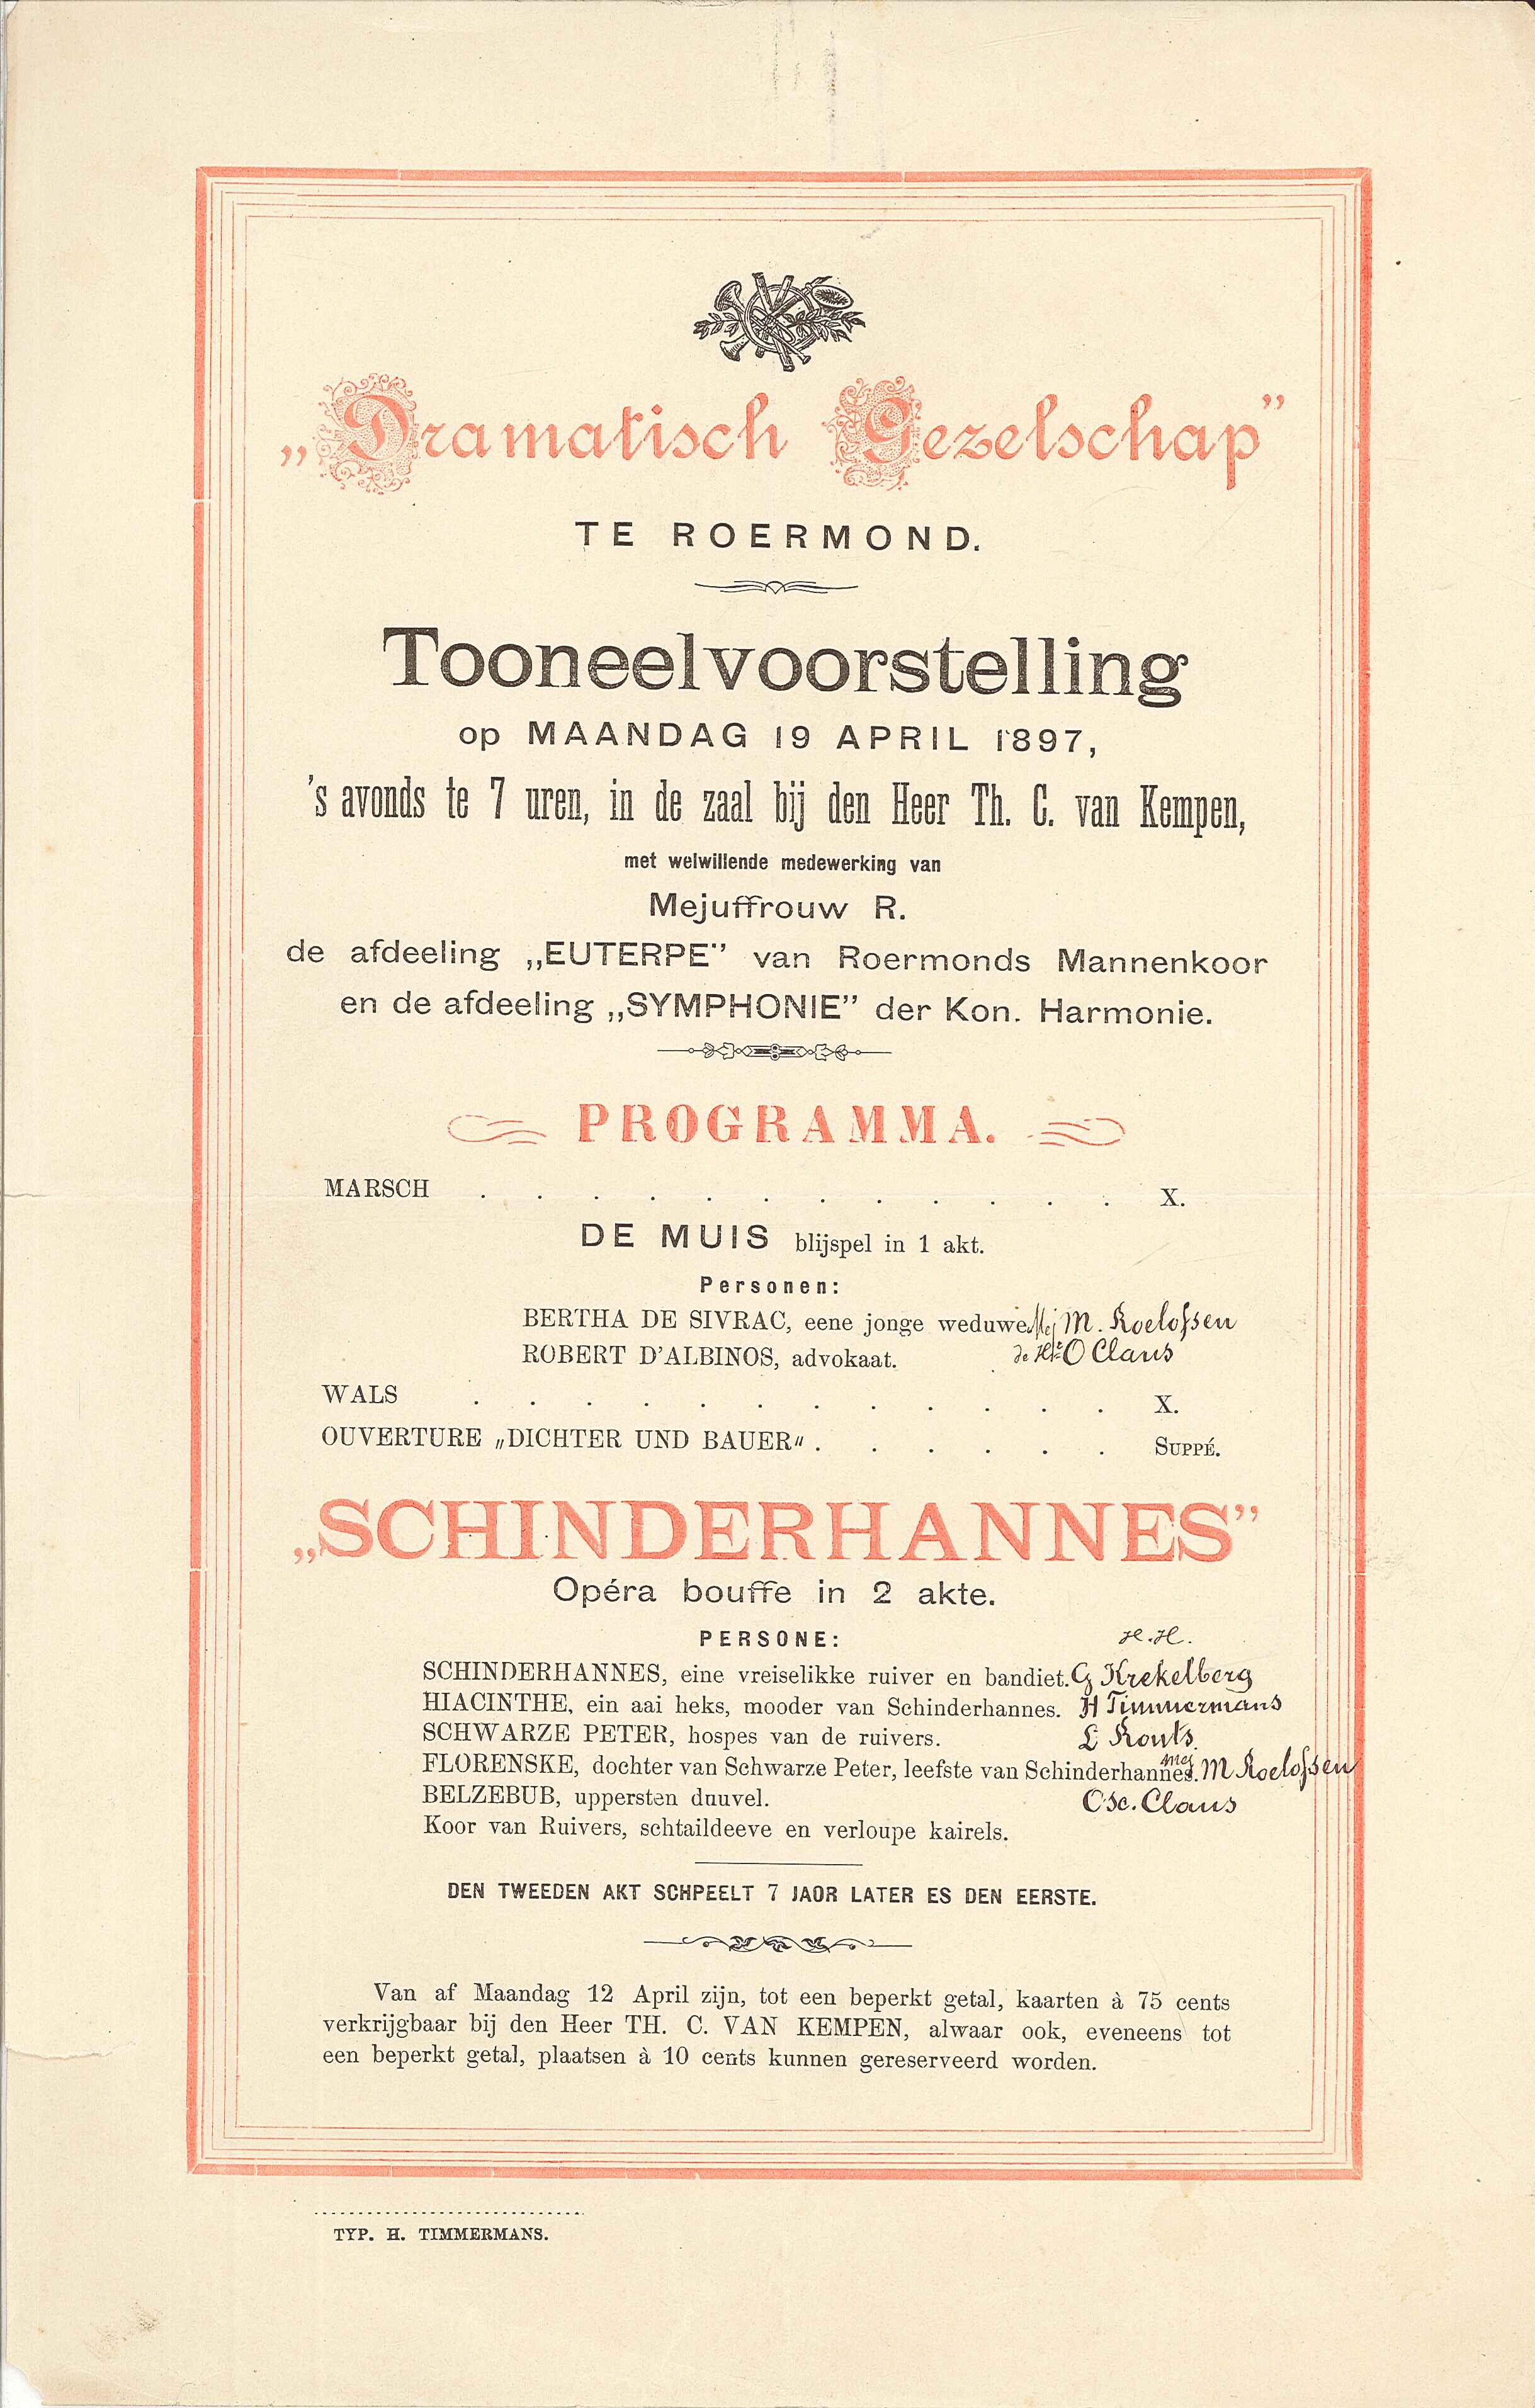 „Dramatisch Gezelschap”
TE ROERMOND.
Tooneelvoorstelling
op MAANDAG 19 APRIL 1897,
's avonds te 7 uren, in de zaal bij den Heer Th. C. van Kempen,
met welwillende medewerking van
Mejuffrouw R.
de afdeeling „EUTERPE” van Roermonds Mannenkoor
en de afdeeling „SYMPHONIE” der Kon. Harmonie.
PROGRAMMA.
MARSCH . . . . . . . . . . . . X.
DE MUIS blijspel in 1 akt.
Personen:
BERTHA DE SIVRAC, eene jonge weduwe. Mej M. Roelofsen
ROBERT D'ALBINOS, advokaat. de Hr O Claus
WALS . . . . . . . . . . . . X.
OUVERTURE „DICHTER UND BAUER„ . . . . . . SUPPÉ.
„SCHINDERHANNES”
Opéra bouffe in 2 akte.
PERSONE: H.H.
SCHINDERHANNES, eine vreiselikke ruiver en bandiet. G Krekelberg
HIACINTHE, ein aai heks, mooder van Schinderhannes. H Timmermans
SCHWARZE PETER, hospes van de ruivers. L Routs
FLORENSKE, dochter van Schwarze Peter, leefste van Schinderhannes. Mej M Roelofsen
BELZEBUB, uppersten duuvel. Osc. Claus
Koor van Ruivers, schtaildeeve en verloupe kairels.
DEN TWEEDEN AKT SCHPEELT 7 JAOR LATER ES DEN EERSTE.
Van af Maandag 12 April zijn, tot een beperkt getal, kaarten à 75 cents
verkrijgbaar bij den Heer TH. C. VAN KEMPEN, alwaar ook, eveneens tot
een beperkt getal, plaatsen à 10 cents kunnen gereserveerd worden.
TYP. H. TIMMERMANS.